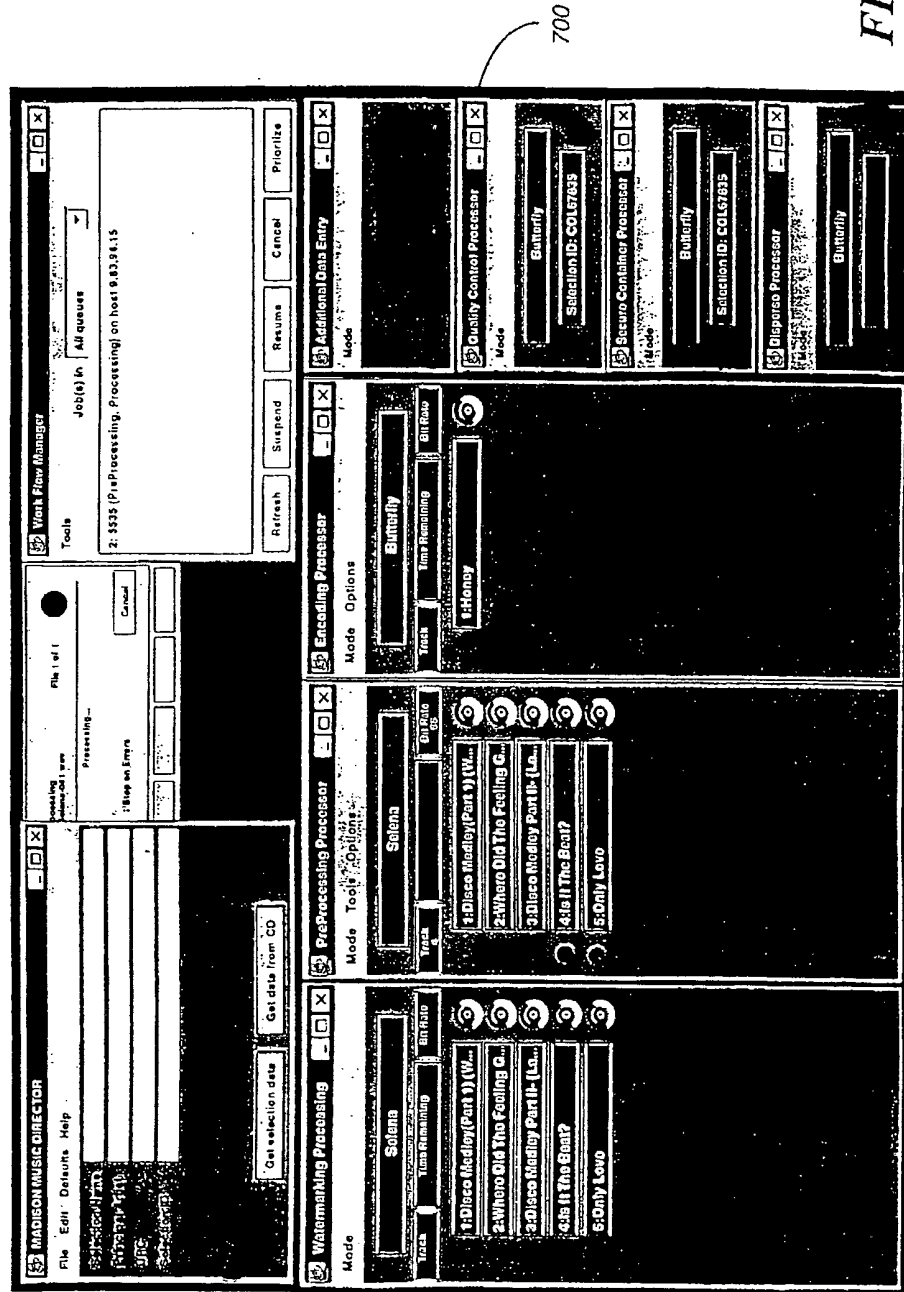 MADISON MUSIC DIRECTOR
File Edit Defaults Help
UPC
Get selection data
Get data from CD
File 1 of 1
Processing...
Stop on Errors
Cancel
Work Flow Manager
Tools
Job(s) in
All queues
2: 5535 (PreProcessing, Processing) on host 9.83.96.15
Refresh
Suspend
Resume
Cancel
Prioritize
Watermarking Processing
Mode
Selena
Track
Time Remaining
Bit Rate
1:Disco Medley(Part 1) (W...
2:Where Did The Feeling G...
3:Disco Medley Part II- (La...
4:Is It The Beat?
5:Only Love
PreProcessing Processor
Mode Tools Options
Selena
Track
Bit Rate
1:Disco Medley(Part 1) (W...
2:Where Did The Feeling G...
3:Disco Medley Part II- (La...
4:Is It The Beat?
5:Only Love
Encoding Processor
Mode Options
Butterfly
Track
Time Remaining
Bit Rate
1:Honey
Additional Data Entry
Mode
Quality Control Processor
Mode
Butterfly
Selection ID: COL67835
Secure Container Processor
Mode
Butterfly
Selection ID: COL67835
Disperse Processor
Mode
Butterfly
700